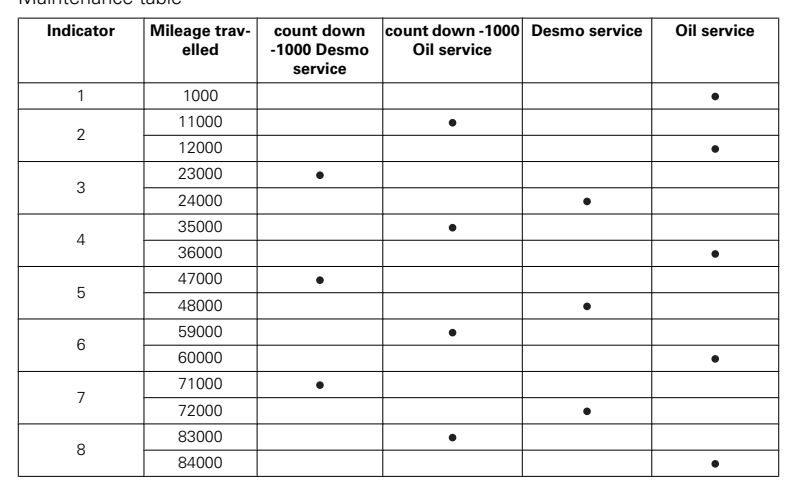 Maintenance table
Indicator Mileage trav- count down count down -1000 Desmo service Oil service
elled -1000 Desmo Oil service
service
1 1000 ●
2 11000 ●
12000 ●
3 23000 ●
24000 ●
4 35000 ●
36000 ●
5 47000 ●
48000 ●
6 59000 ●
60000 ●
7 71000 ●
72000 ●
8 83000 ●
84000 ●